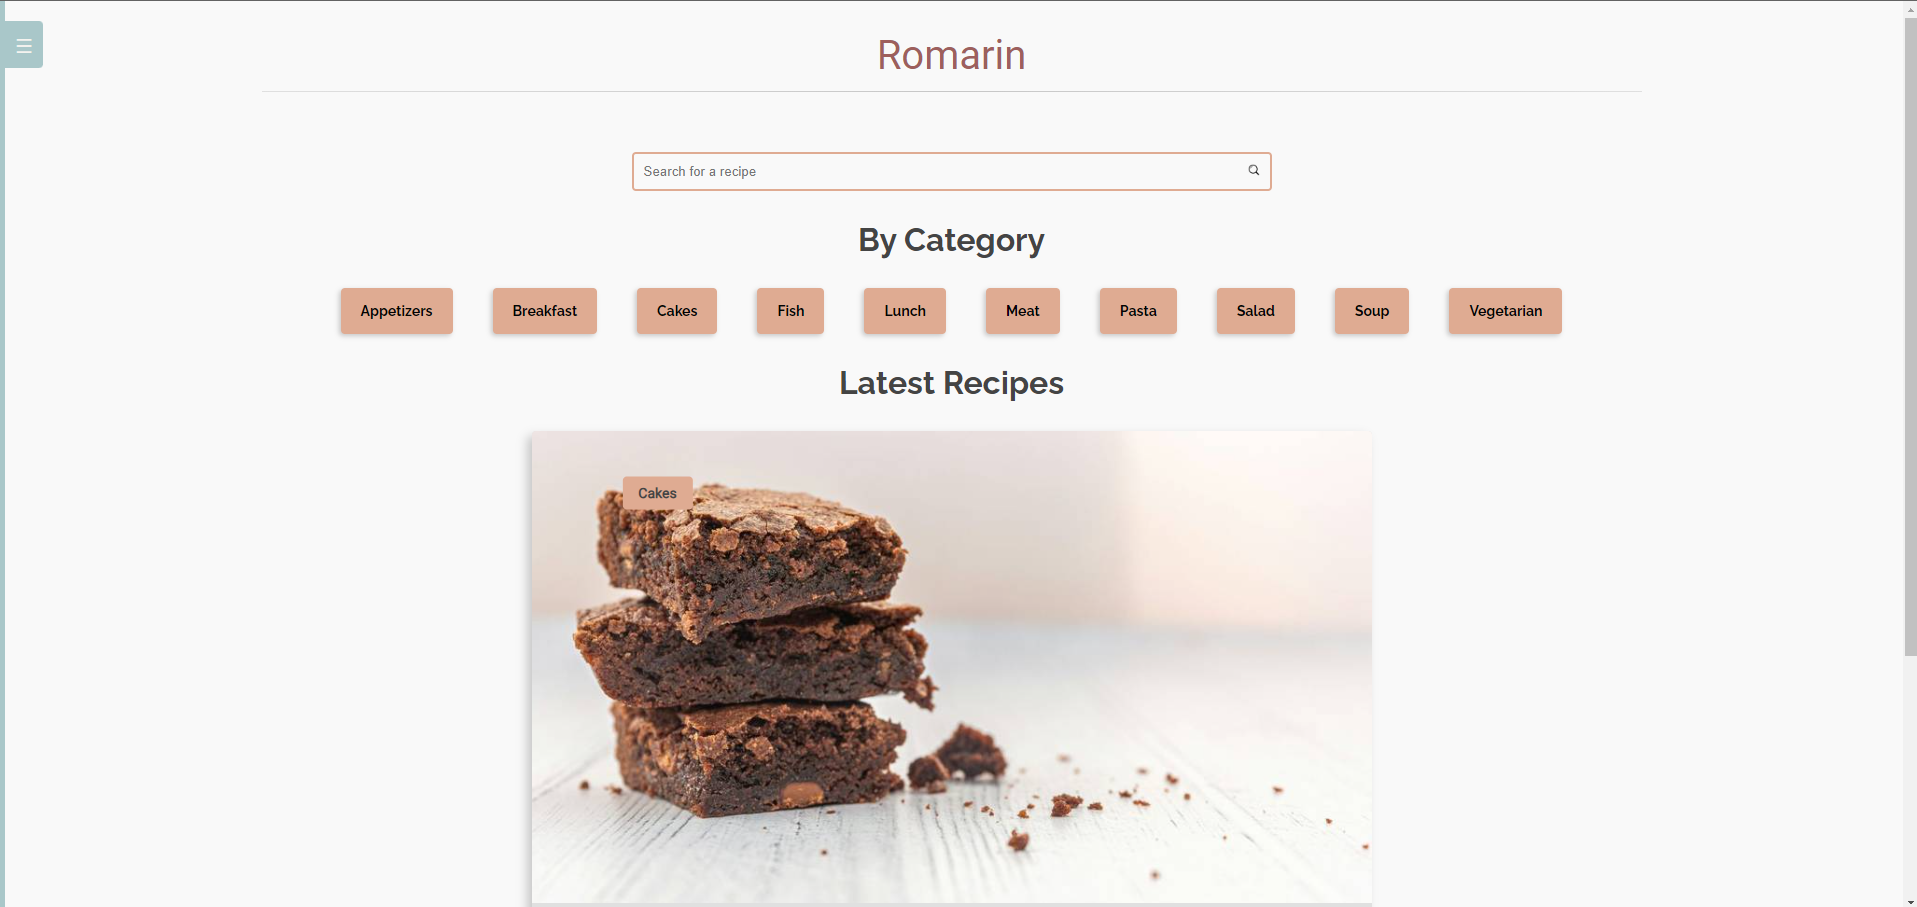 Romarin
Search for a recipe
By Category
Appetizers Breakfast Cakes Fish Lunch Meat Pasta Salad Soup Vegetarian
Latest Recipes
Cakes